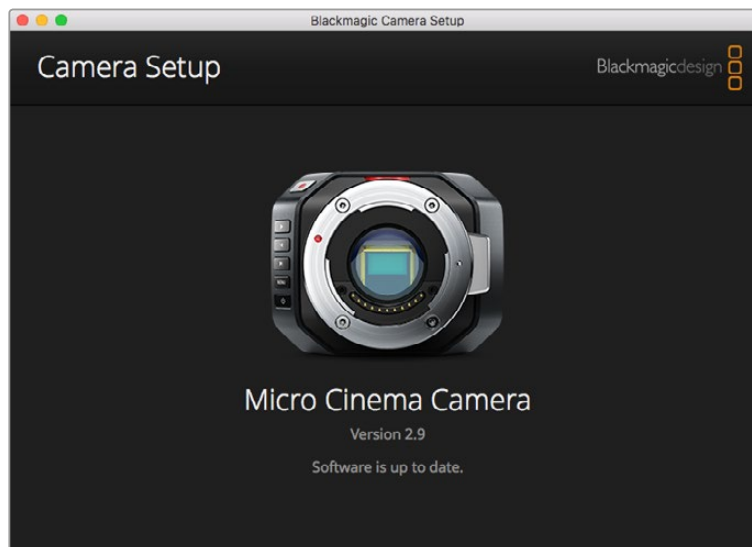 Blackmagic Camera Setup
Camera Setup
Blackmagicdesign
Micro Cinema Camera
Version 2.9
Software is up to date.